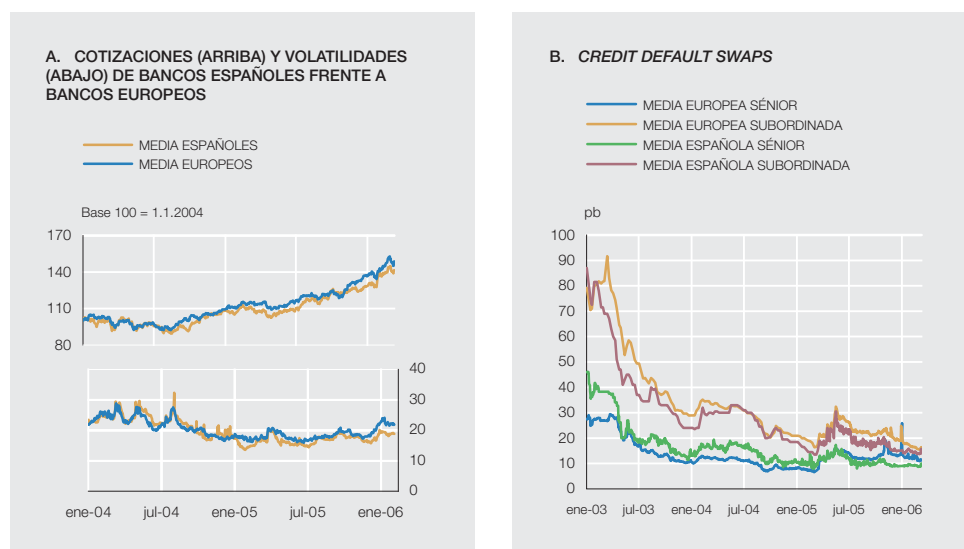 A. COTIZACIONES (ARRIBA) Y VOLATILIDADES
(ABAJO) DE BANCOS ESPAÑOLES FRENTE A
BANCOS EUROPEOS
MEDIA ESPAÑOLES
MEDIA EUROPEOS
Base 100 = 1.1.2004
170
140
110
80
40
30
20
10
0
ene-04 jul-04 ene-05 jul-05 ene-06
B. CREDIT DEFAULT SWAPS
MEDIA EUROPEA SÉNIOR
MEDIA EUROPEA SUBORDINADA
MEDIA ESPAÑOLA SÉNIOR
MEDIA ESPAÑOLA SUBORDINADA
pb
100
90
80
70
60
50
40
30
20
10
0
ene-03 jul-03 ene-04 jul-04 ene-05 jul-05 ene-06